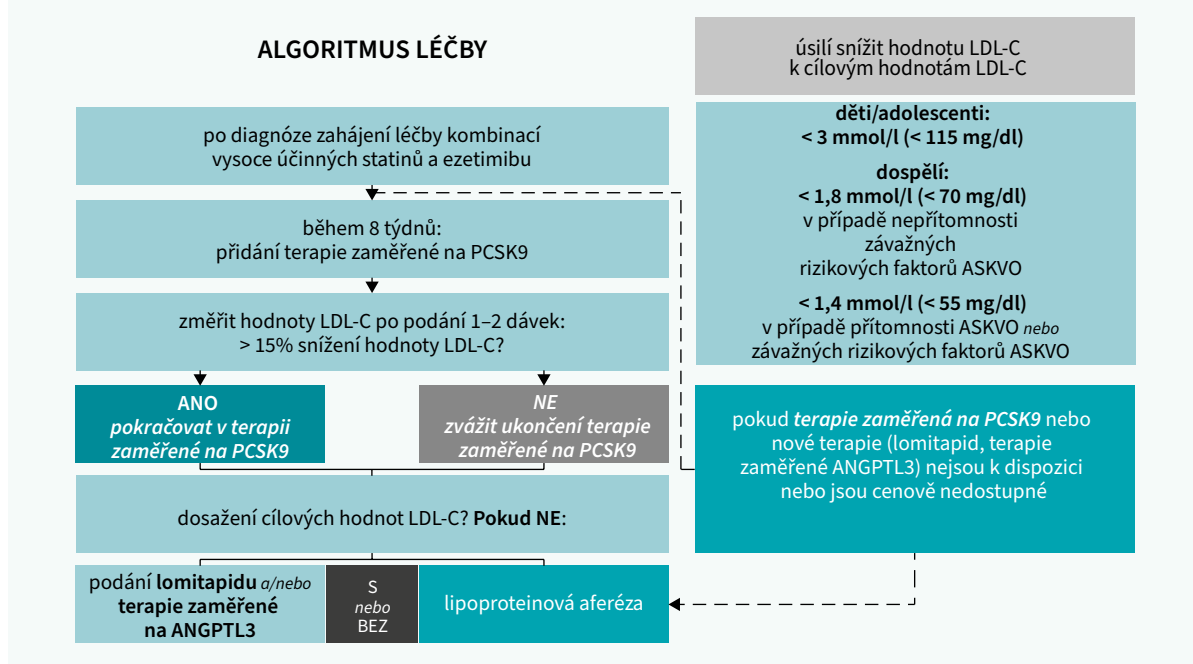 ALGORITMUS LÉČBY
po diagnóze zahájení léčby kombinací
vysoce účinných statinů a ezetimibu
během 8 týdnů:
přidání terapie zaměřené na PCSK9
změřit hodnoty LDL-C po podání 1–2 dávek:
> 15% snížení hodnoty LDL-C?
ANO
pokračovat v terapii
zaměřené na PCSK9
NE
zvážit ukončení terapie
zaměřené na PCSK9
dosažení cílových hodnot LDL-C? Pokud NE:
podání lomitapidu a/nebo
terapie zaměřené
na ANGPTL3
S
nebo
BEZ
lipoproteinová aferéza
úsilí snížit hodnotu LDL-C
k cílovým hodnotám LDL-C
děti/adolescenti:
< 3 mmol/l (< 115 mg/dl)
dospělí:
< 1,8 mmol/l (< 70 mg/dl)
v případě nepřítomnosti
závažných
rizikových faktorů ASKVO
< 1,4 mmol/l (< 55 mg/dl)
v případě přítomnosti ASKVO nebo
závažných rizikových faktorů ASKVO
pokud terapie zaměřená na PCSK9 nebo
nové terapie (lomitapid, terapie
zaměřené ANGPTL3) nejsou k dispozici
nebo jsou cenově nedostupné